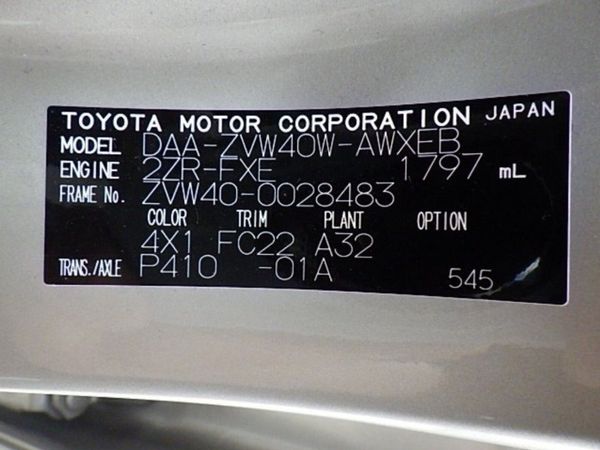 TOYOTA MOTOR CORPORATION JAPAN
MODEL DAA-ZVW40W-AWXEB
ENGINE 2ZR-FXE 1797 mL
FRAME No. ZVW40-0028483
COLOR TRIM PLANT OPTION
4X1 FC22 A32
TRANS./AXLE P410 -01A 545